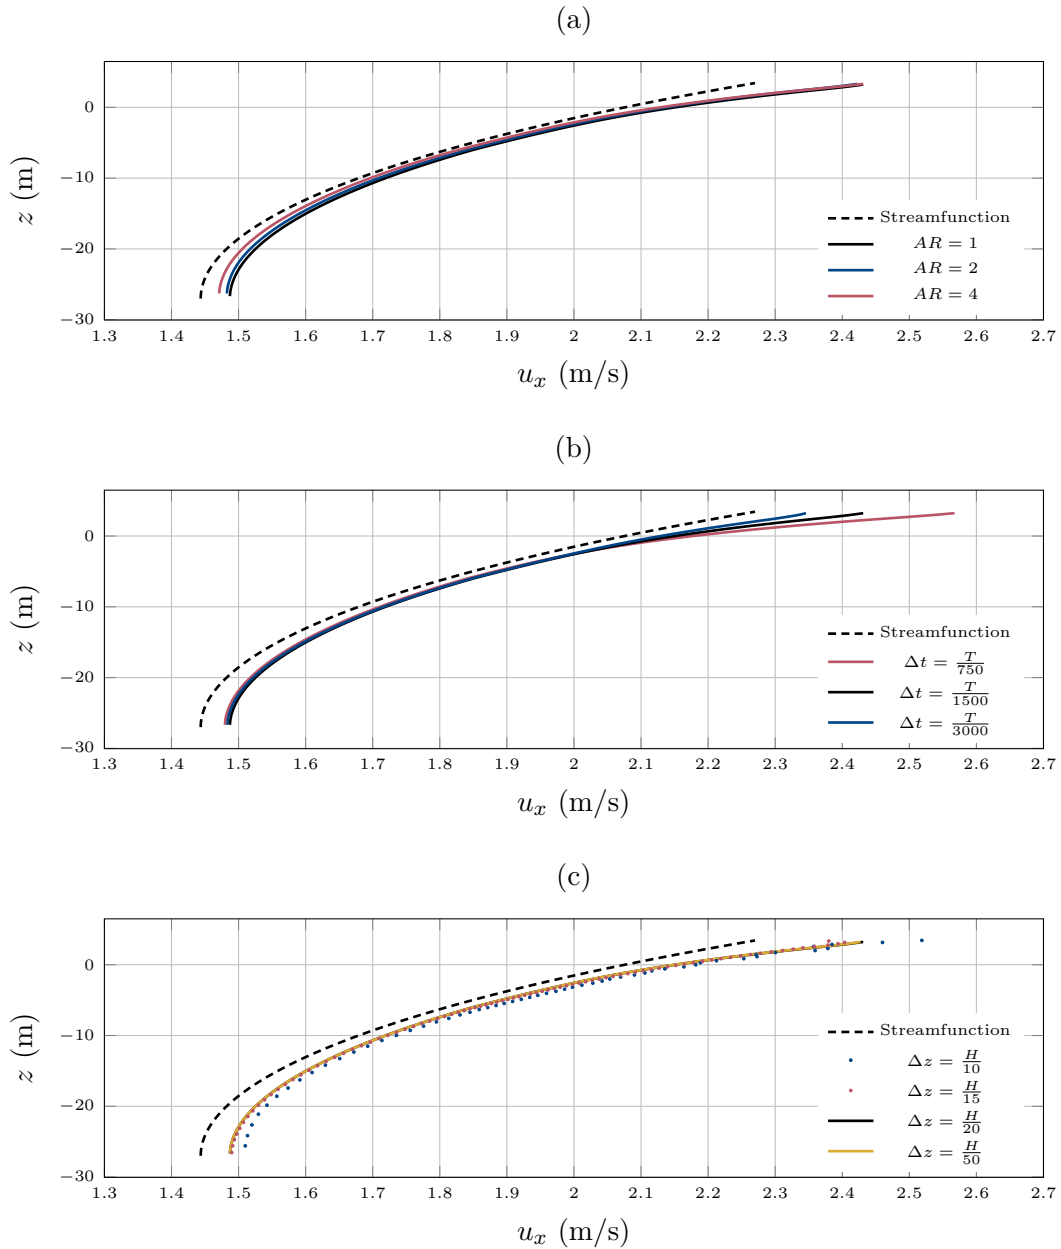 (a)
0
−10
−20
−30
z (m)
1.3 1.4 1.5 1.6 1.7 1.8 1.9 2 2.1 2.2 2.3 2.4 2.5 2.6 2.7
u_x (m/s)
Streamfunction
AR = 1
AR = 2
AR = 4
(b)
0
−10
−20
−30
z (m)
1.3 1.4 1.5 1.6 1.7 1.8 1.9 2 2.1 2.2 2.3 2.4 2.5 2.6 2.7
u_x (m/s)
Streamfunction
Δt = T/750
Δt = T/1500
Δt = T/3000
(c)
0
−10
−20
−30
z (m)
1.3 1.4 1.5 1.6 1.7 1.8 1.9 2 2.1 2.2 2.3 2.4 2.5 2.6 2.7
u_x (m/s)
Streamfunction
Δz = H/10
Δz = H/15
Δz = H/20
Δz = H/50